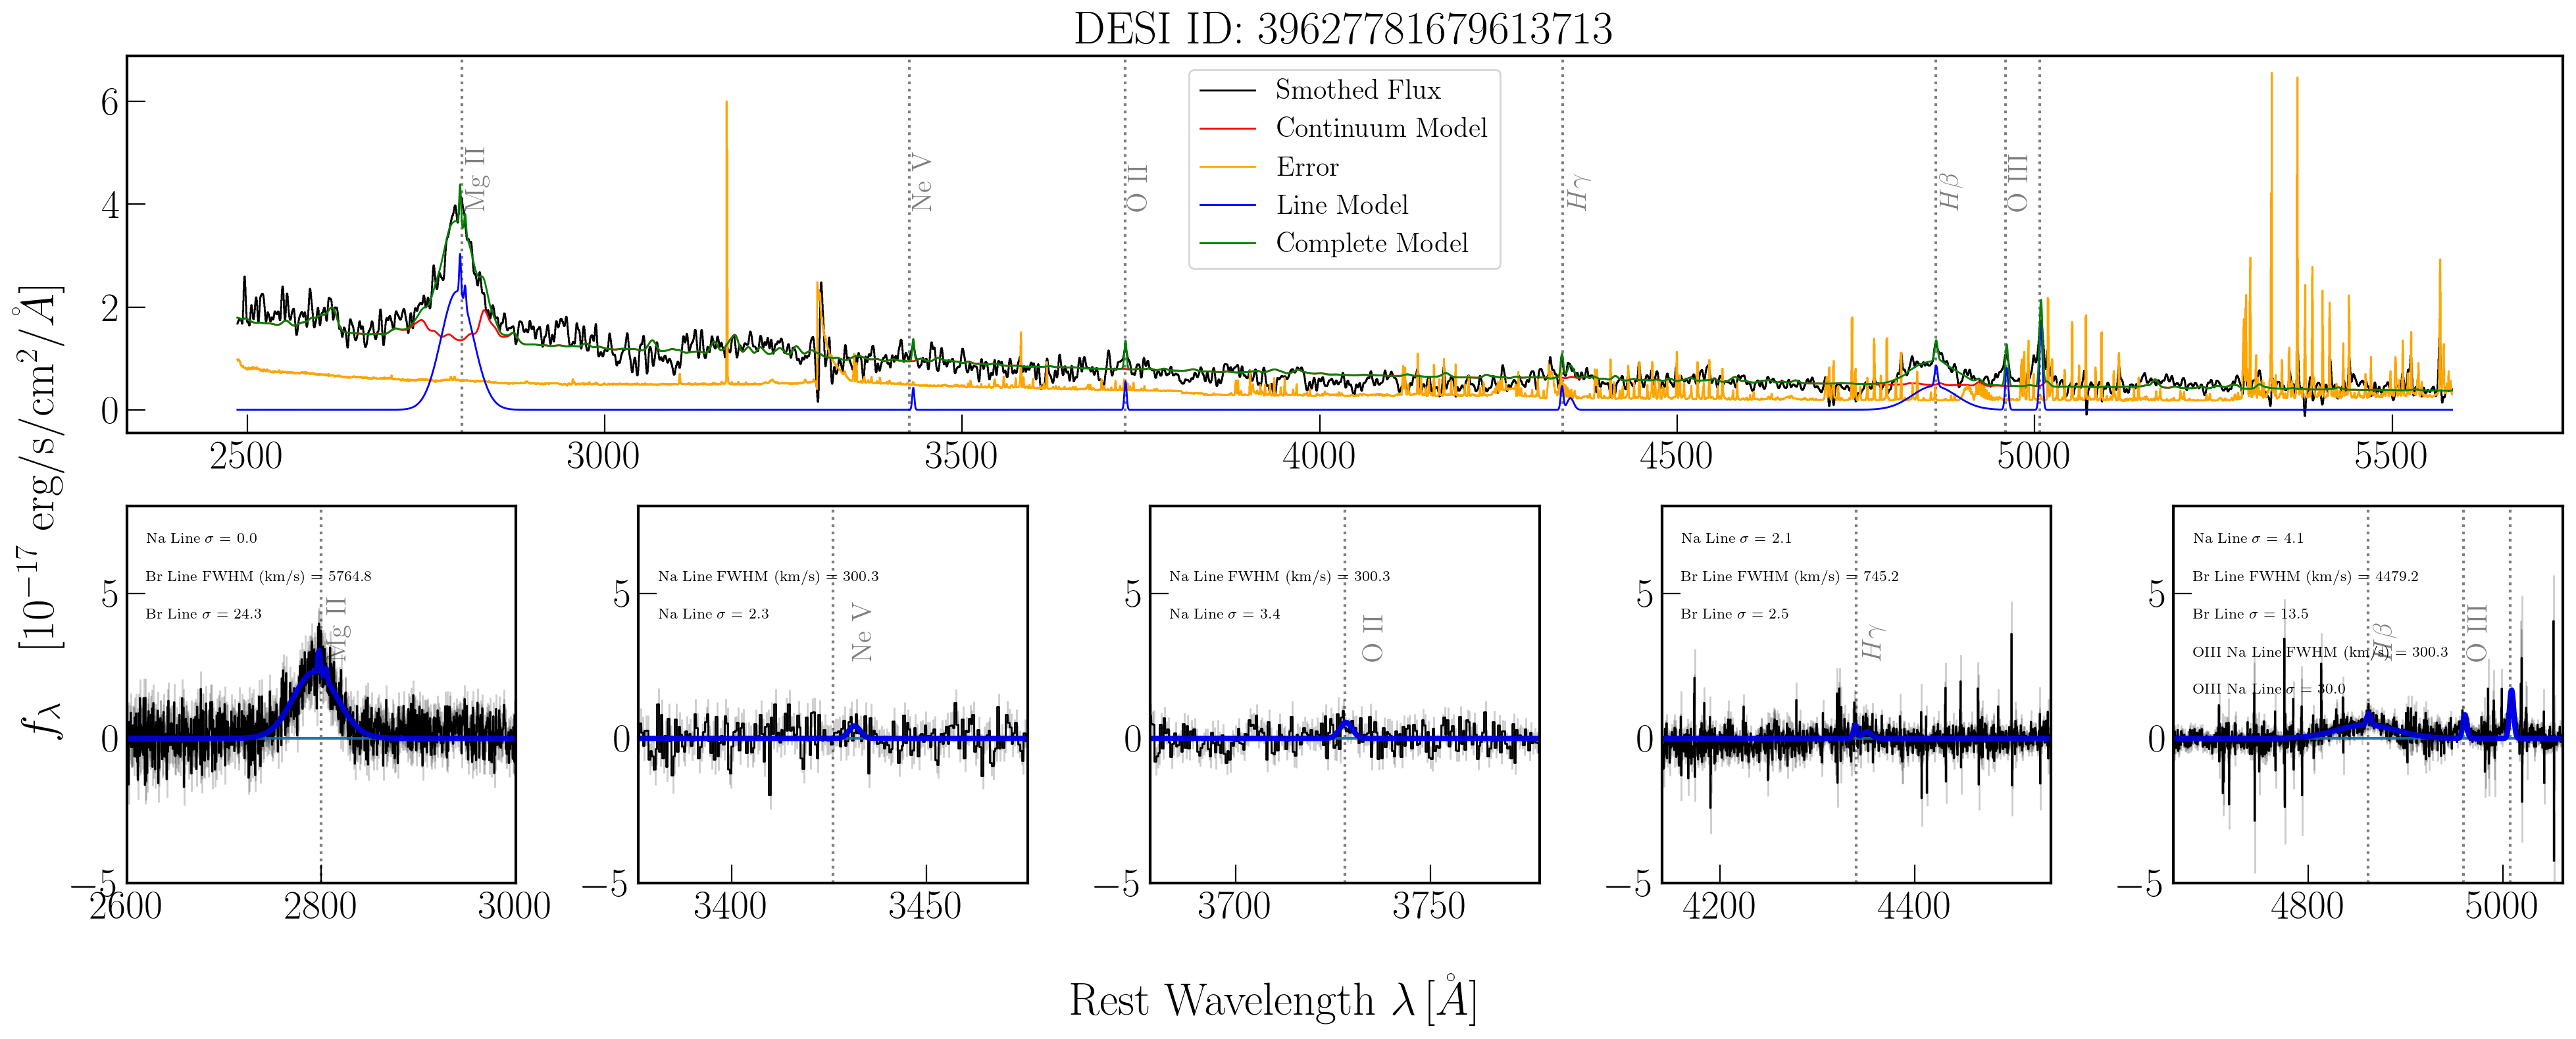 DESI ID: 39627781679613713
Smothed Flux
Continuum Model
Error
Line Model
Complete Model
Mg II
Ne V
O II
Hγ
Hβ
O III
6
4
2
0
2500 3000 3500 4000 4500 5000 5500
f_λ [10^{-17} erg/s/cm^2/Å]
Na Line σ = 0.0
Br Line FWHM (km/s) = 5764.8
Br Line σ = 24.3
Mg II
5
0
−5
2600 2800 3000
Na Line FWHM (km/s) = 300.3
Na Line σ = 2.3
Ne V
5
0
−5
3400 3450
Na Line FWHM (km/s) = 300.3
Na Line σ = 3.4
O II
5
0
−5
3700 3750
Na Line σ = 2.1
Br Line FWHM (km/s) = 745.2
Br Line σ = 2.5
Hγ
5
0
−5
4200 4400
Na Line σ = 4.1
Br Line FWHM (km/s) = 4479.2
Br Line σ = 13.5
OIII Na Line FWHM (km/s) = 300.3
OIII Na Line σ = 30.0
Hβ
O III
5
0
−5
4800 5000
Rest Wavelength λ [Å]